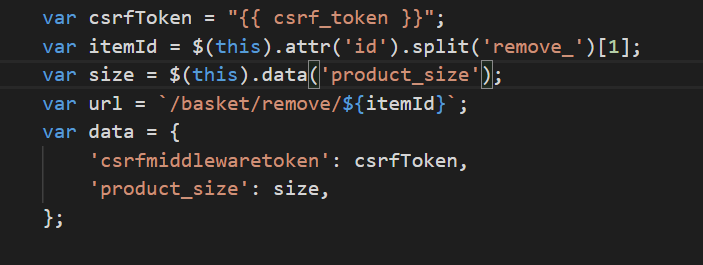 var csrfToken = "{{ csrf_token }}";
var itemId = $(this).attr('id').split('remove_')[1];
var size = $(this).data('product_size');
var url = `/basket/remove/${itemId}`;
var data = {
    'csrfmiddlewaretoken': csrfToken,
    'product_size': size,
};